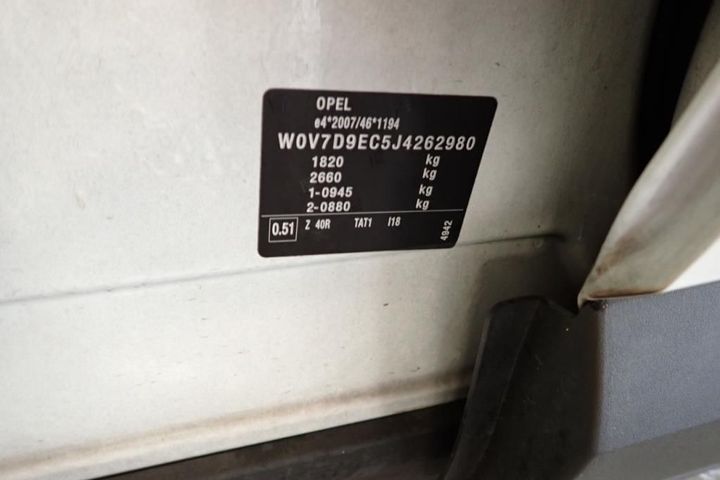 OPEL
e4*2007/46*1194
W0V7D9EC5J4262980
1820 kg
2660 kg
1-0945 kg
2-0880 kg
0.51 Z 40R TAT1 I18 4942